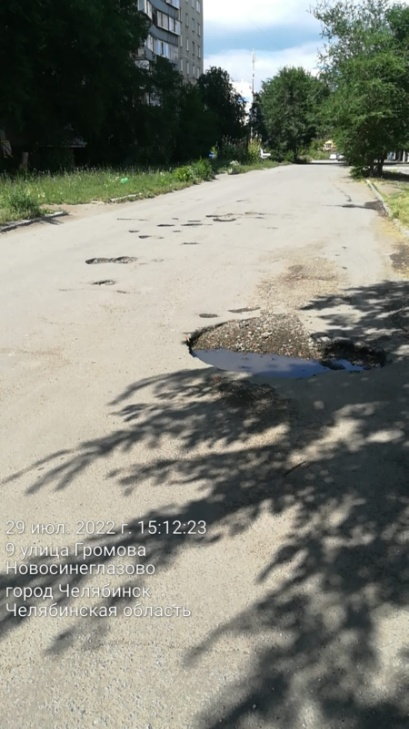 29 июл. 2022 г. 15:12:23
9 улица Громова
Новосинеглазово
город Челябинск
Челябинская область